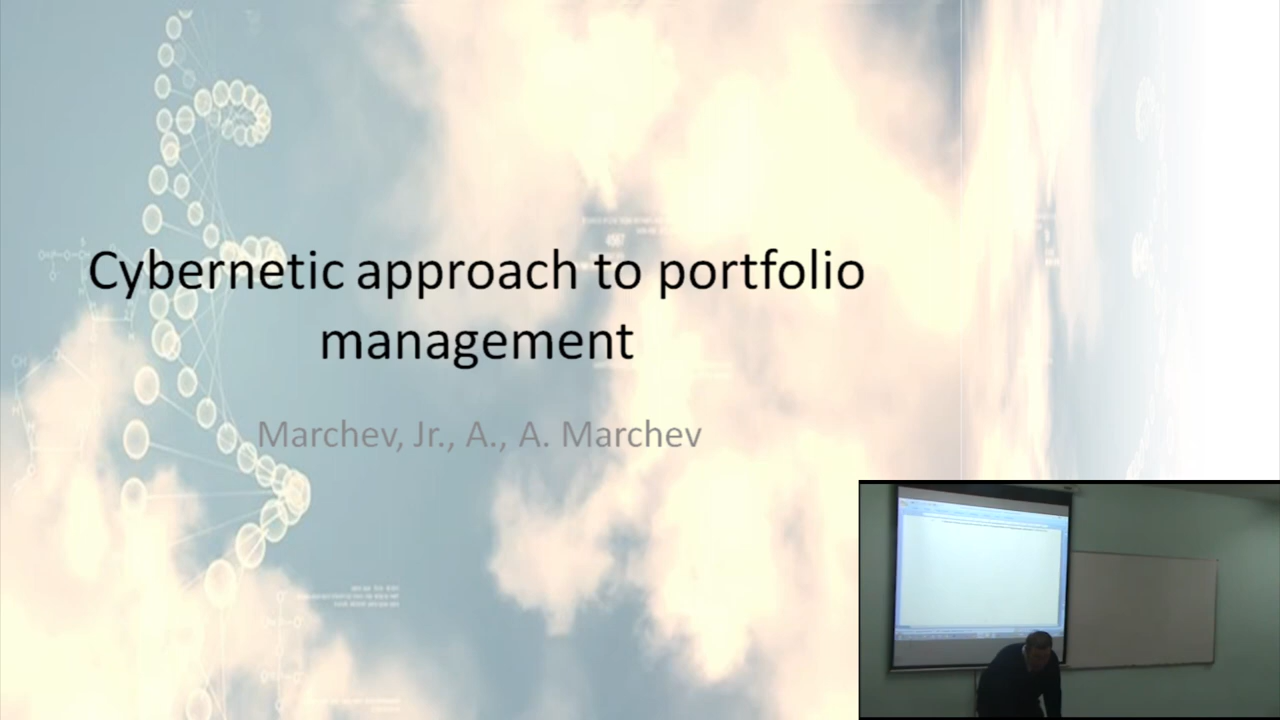 Cybernetic approach to portfolio
management
Marchev, Jr., A., A. Marchev